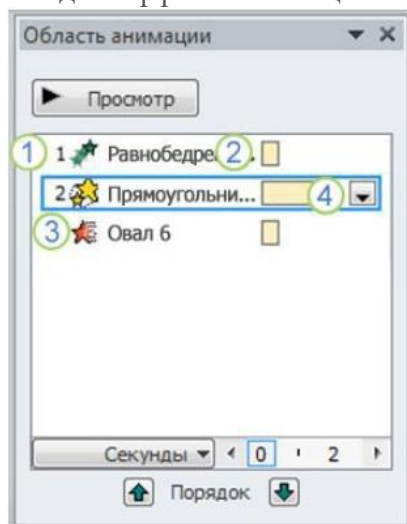 Область анимации
Просмотр
1 1 Равнобедре... 2
2 Прямоугольни... 4
3 Овал 6
Секунды 0 2
Порядок